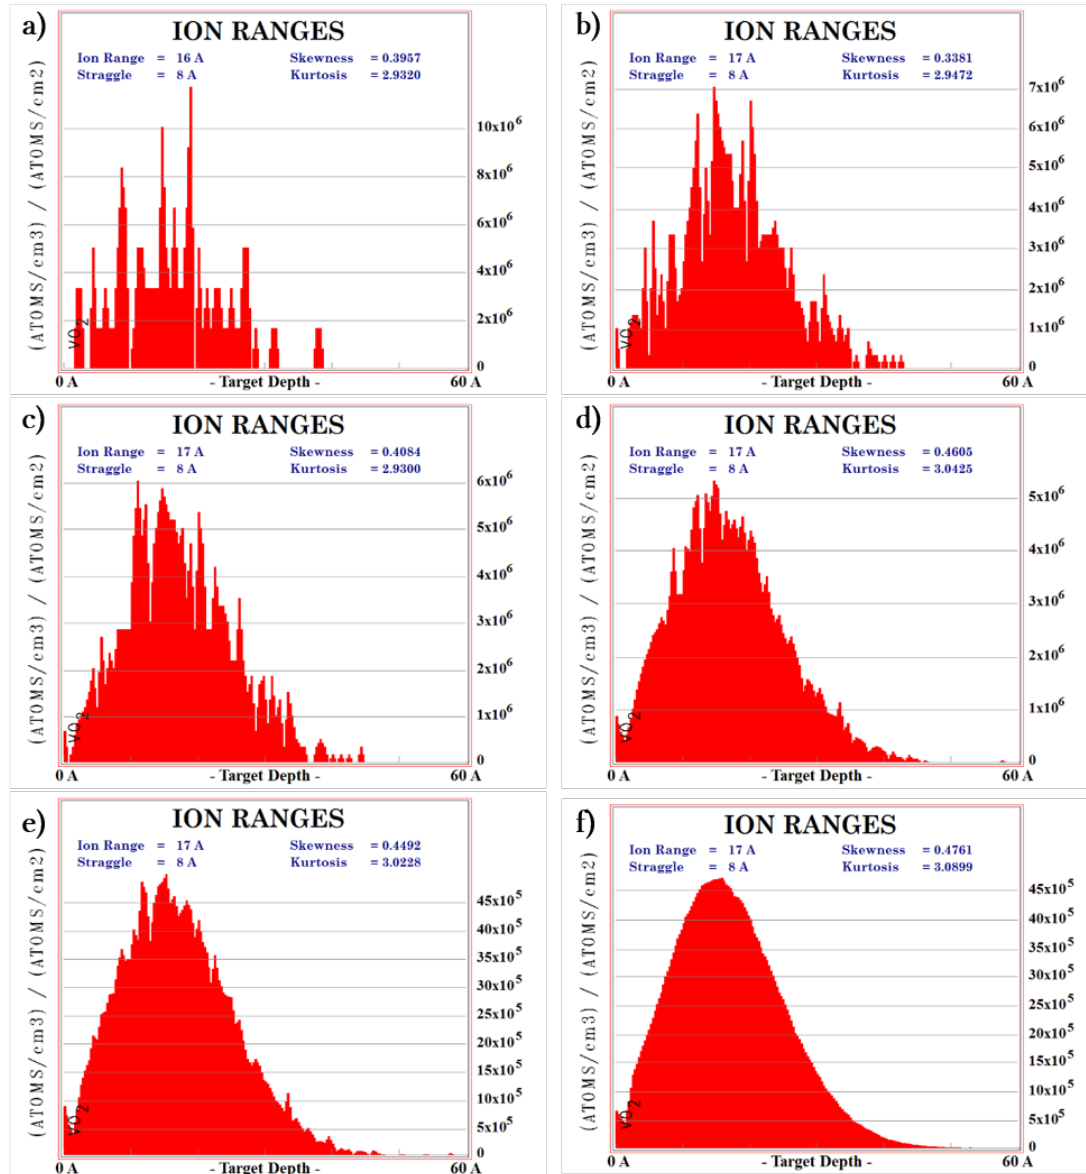 a)
ION RANGES
Ion Range = 16 A Skewness = 0.3957
Straggle = 8 A Kurtosis = 2.9320
(ATOMS/cm3) / (ATOMS/cm2)
10x10⁶
8x10⁶
6x10⁶
4x10⁶
2x10⁶
0
VO₂
0 A - Target Depth - 60 A
b)
ION RANGES
Ion Range = 17 A Skewness = 0.3381
Straggle = 8 A Kurtosis = 2.9472
(ATOMS/cm3) / (ATOMS/cm2)
7x10⁶
6x10⁶
5x10⁶
4x10⁶
3x10⁶
2x10⁶
1x10⁶
0
VO₂
0 A - Target Depth - 60 A
c)
ION RANGES
Ion Range = 17 A Skewness = 0.4084
Straggle = 8 A Kurtosis = 2.9300
(ATOMS/cm3) / (ATOMS/cm2)
6x10⁶
5x10⁶
4x10⁶
3x10⁶
2x10⁶
1x10⁶
0
VO₂
0 A - Target Depth - 60 A
d)
ION RANGES
Ion Range = 17 A Skewness = 0.4605
Straggle = 8 A Kurtosis = 3.0425
(ATOMS/cm3) / (ATOMS/cm2)
5x10⁶
4x10⁶
3x10⁶
2x10⁶
1x10⁶
0
VO₂
0 A - Target Depth - 60 A
e)
ION RANGES
Ion Range = 17 A Skewness = 0.4492
Straggle = 8 A Kurtosis = 3.0228
(ATOMS/cm3) / (ATOMS/cm2)
45x10⁵
40x10⁵
35x10⁵
30x10⁵
25x10⁵
20x10⁵
15x10⁵
10x10⁵
5x10⁵
0
VO₂
0 A - Target Depth - 60 A
f)
ION RANGES
Ion Range = 17 A Skewness = 0.4761
Straggle = 8 A Kurtosis = 3.0899
(ATOMS/cm3) / (ATOMS/cm2)
45x10⁵
40x10⁵
35x10⁵
30x10⁵
25x10⁵
20x10⁵
15x10⁵
10x10⁵
5x10⁵
0
VO₂
0 A - Target Depth - 60 A